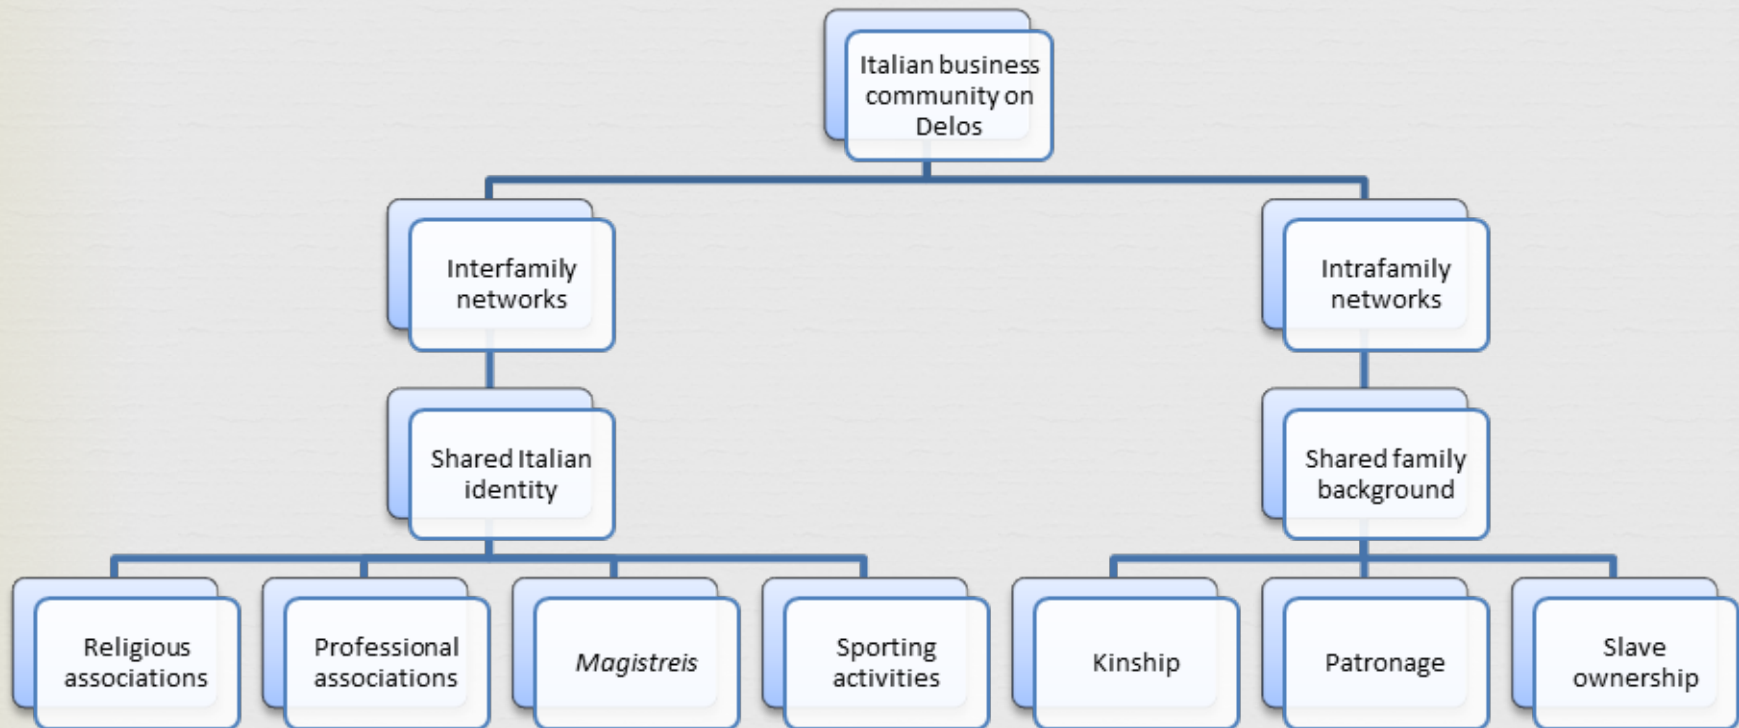 Italian business
community on
Delos
Interfamily
networks
Intrafamily
networks
Shared Italian
identity
Shared family
background
Religious
associations
Professional
associations
Magistreis
Sporting
activities
Kinship
Patronage
Slave
ownership